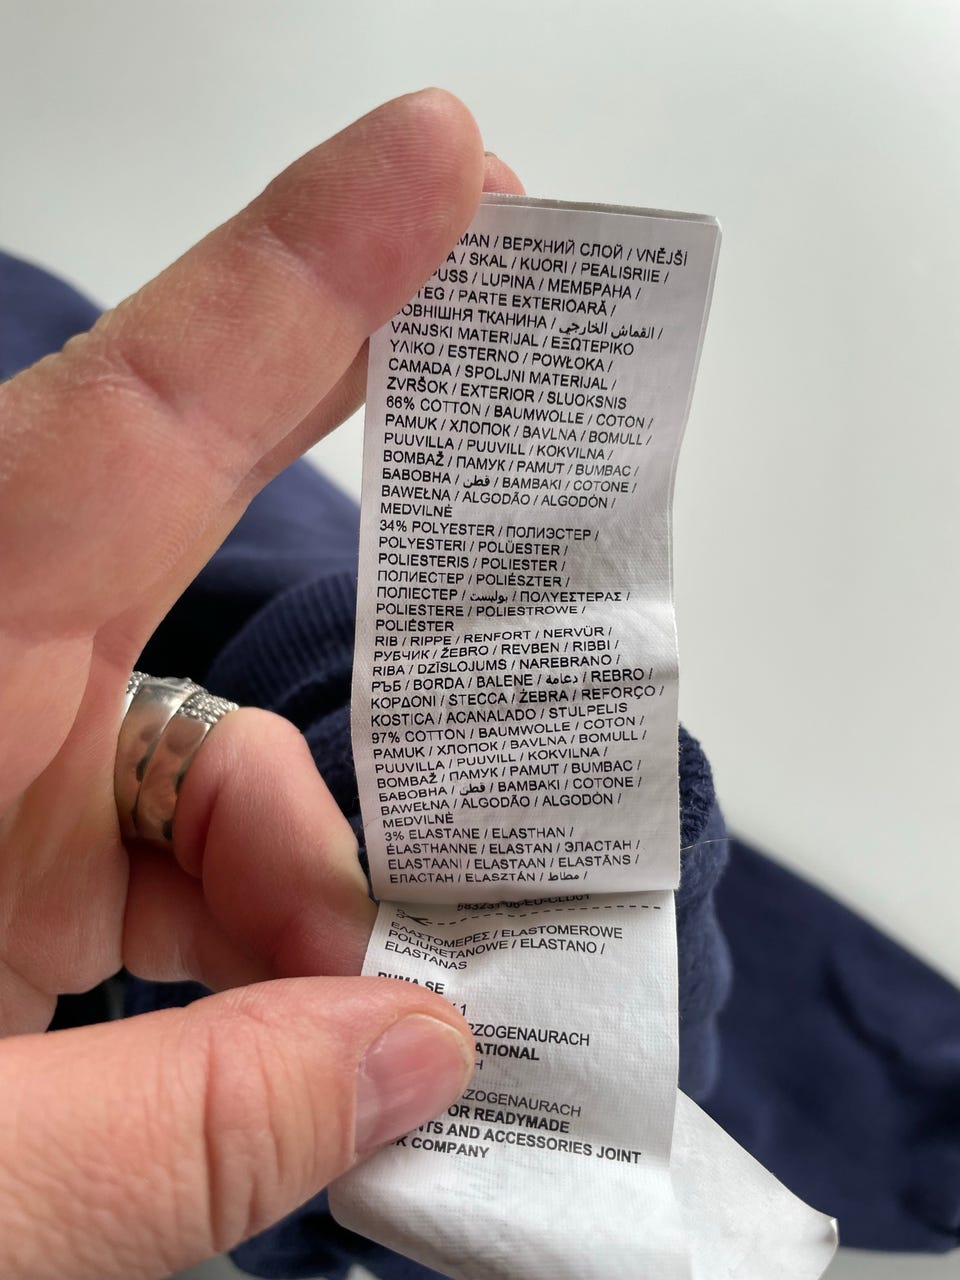 / ВЕРХНИЙ СЛОЙ / VNĚJŠÍ
/ SKAL / KUORI / PEALISRIIE /
/ LUPINA / МЕМБРАНА /
/ PARTE EXTERIOARĂ /
ТКАНИНА / القماش الخارجي /
VANJSKI MATERIJAL / ΕΞΩΤΕΡΙΚΟ
ΥΛΙΚΟ / ESTERNO / POWŁOKA /
CAMADA / SPOLJNI MATERIJAL /
ZVRŠOK / EXTERIOR / SLUOKSNIS
66% COTTON / BAUMWOLLE / COTON /
PAMUK / ХЛОПОК / BAVLNA / BOMULL /
PUUVILLA / PUUVILL / KOKVILNA /
BOMBAŽ / ПАМУК / PAMUT / BUMBAC /
БАВОВНА / قطن / BAMBAKI / COTONE /
BAWEŁNA / ALGODÃO / ALGODÓN /
MEDVILNĖ
34% POLYESTER / ПОЛИЭСТЕР /
POLYESTERI / POLÜESTER /
POLIESTERIS / POLIESTER /
ПОЛИЕСТЕР / POLIÉSZTER /
ПОЛІЕСТЕР / بوليست / ΠΟΛΥΕΣΤΕΡΑΣ /
POLIESTERE / POLIESTROWE /
POLIÉSTER
RIB / RIPPE / RENFORT / NERVÜR /
РУБЧИК / ŽEBRO / REVBEN / RIBBI /
RIBA / DZĪSLOJUMS / NAREBRANO /
РЪБ / BORDA / BALENE / دعامة / REBRO /
ΚΟΡΔΟΝΙ / STECCA / ŻEBRA / REFORÇO /
KOSTICA / ACANALADO / STULPELIS
97% COTTON / BAUMWOLLE / COTON /
PAMUK / ХЛОПОК / BAVLNA / BOMULL /
PUUVILLA / PUUVILL / KOKVILNA /
BOMBAŽ / ПАМУК / PAMUT / BUMBAC /
БАВОВНА / قطن / BAMBAKI / COTONE /
BAWEŁNA / ALGODÃO / ALGODÓN /
MEDVILNĖ
3% ELASTANE / ELASTHAN /
ÉLASTHANNE / ELASTAN / ЭЛАСТАН /
ELASTAANI / ELASTAAN / ELASTĀNS /
ЕЛАСТАН / ELASZTÁN / مطاط /
ΕΛΑΣΤΟΜΕΡΕΣ / ELASTOMEROWE
POLIURETANOWE / ELASTANO /
ELASTANAS
PUMA SE
1
RZOGENAURACH
ATIONAL
H
RZOGENAURACH
OR READYMADE
NTS AND ACCESSORIES JOINT
K COMPANY